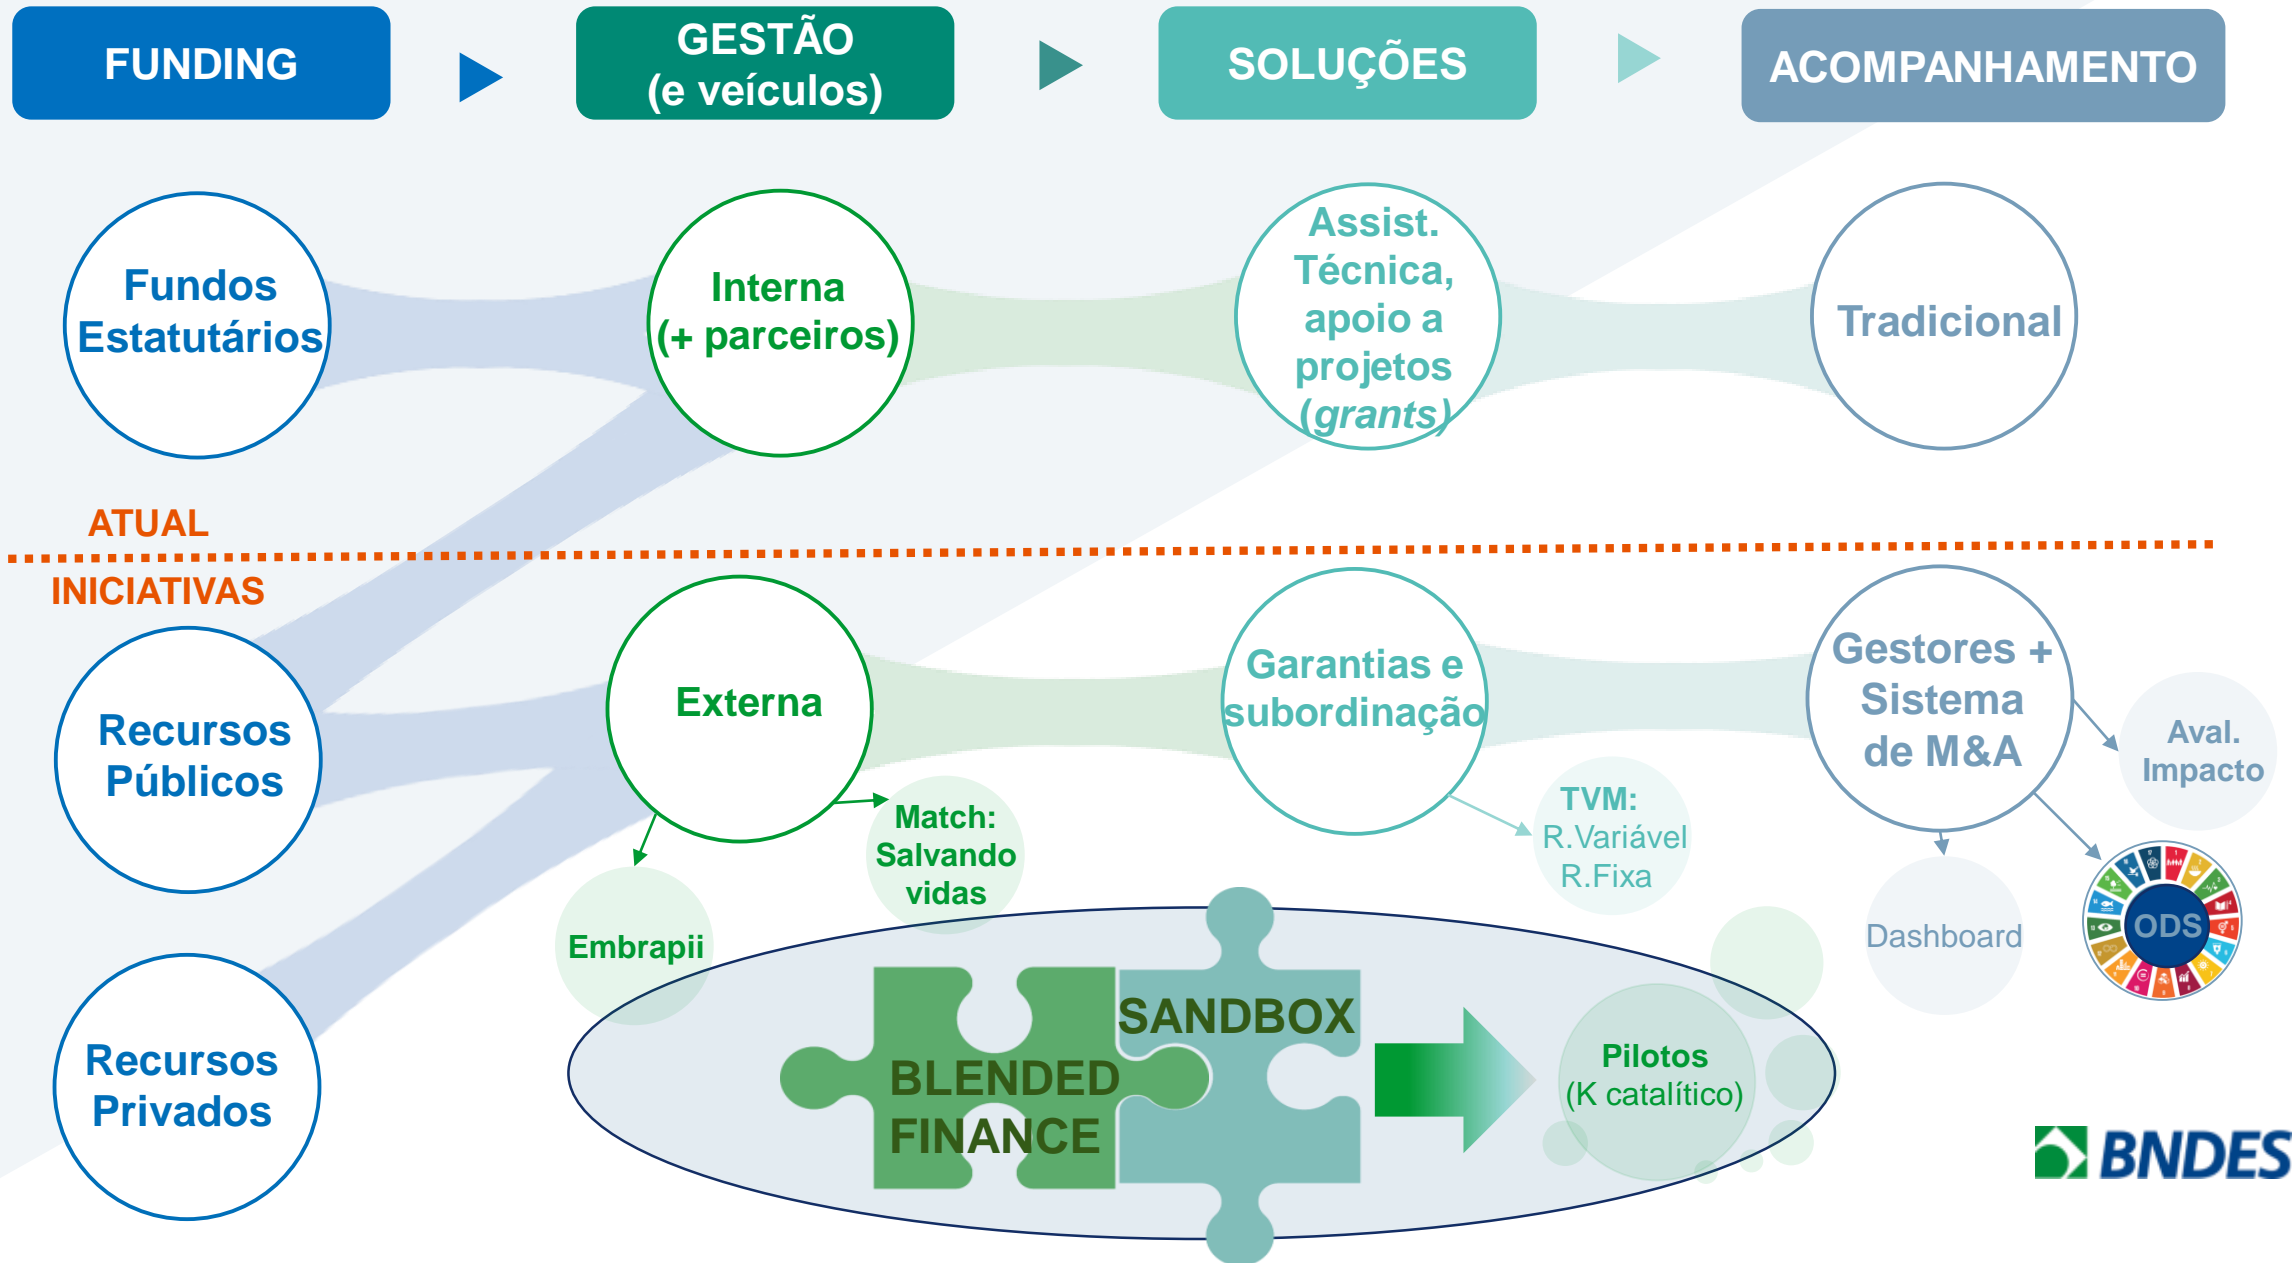 FUNDING
GESTÃO
(e veículos)
SOLUÇÕES
ACOMPANHAMENTO
Fundos
Estatutários
Interna
(+ parceiros)
Assist.
Técnica,
apoio a
projetos
(grants)
Tradicional
ATUAL
INICIATIVAS
Recursos
Públicos
Externa
Garantias e
subordinação
Gestores +
Sistema
de M&A
Aval.
Impacto
Match:
Salvando
vidas
TVM:
R.Variável
R.Fixa
Embrapii
Dashboard
ODS
Recursos
Privados
BLENDED
FINANCE
SANDBOX
Pilotos
(K catalítico)
BNDES